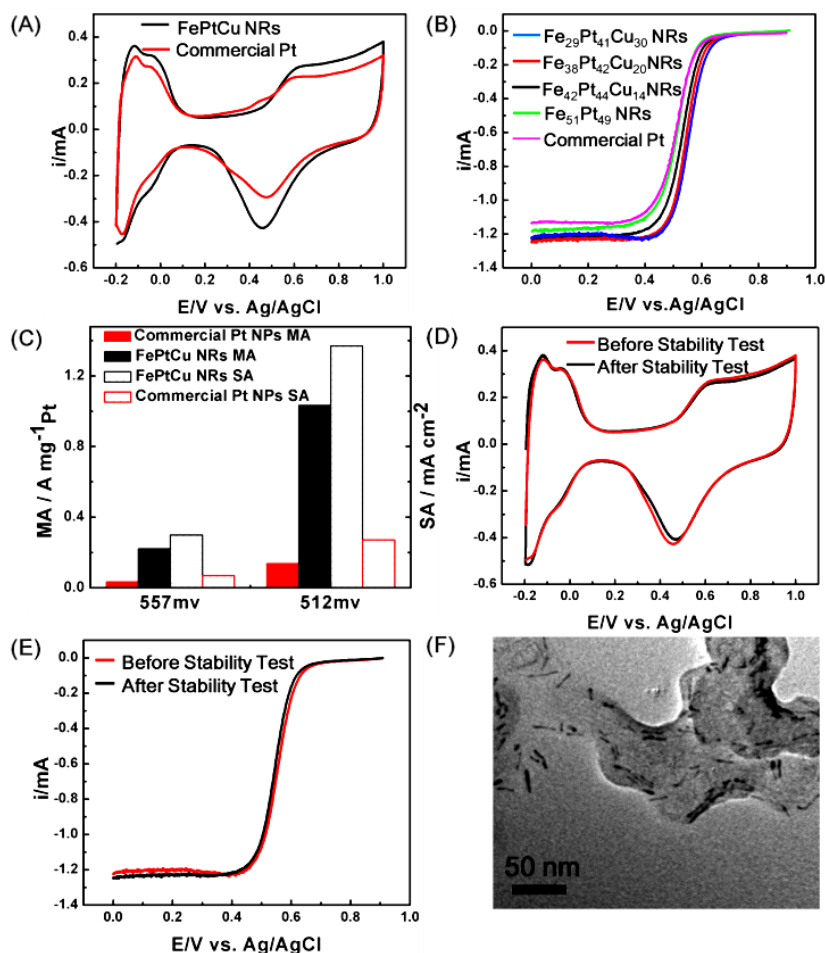 (A)
FePtCu NRs
Commercial Pt
0.4
0.2
0.0
-0.2
-0.4
-0.6
i/mA
-0.2 0.0 0.2 0.4 0.6 0.8 1.0
E/V vs. Ag/AgCl
(B)
Fe₂₉Pt₄₁Cu₃₀ NRs
Fe₃₈Pt₄₂Cu₂₀NRs
Fe₄₂Pt₄₄Cu₁₄NRs
Fe₅₁Pt₄₉ NRs
Commercial Pt
0.0
-0.2
-0.4
-0.6
-0.8
-1.0
-1.2
-1.4
i/mA
0.0 0.2 0.4 0.6 0.8 1.0
E/V vs.Ag/AgCl
(C)
Commercial Pt NPs MA
FePtCu NRs MA
FePtCu NRs SA
Commercial Pt NPs SA
1.2
0.8
0.4
0.0
MA / A mg⁻¹Pt
SA / mA cm⁻²
557mv 512mv
(D)
Before Stability Test
After Stability Test
0.4
0.2
0.0
-0.2
-0.4
-0.6
i/mA
-0.2 0.0 0.2 0.4 0.6 0.8 1.0
E/V vs. Ag/AgCl
(E)
Before Stability Test
After Stability Test
0.0
-0.2
-0.4
-0.6
-0.8
-1.0
-1.2
-1.4
i/mA
0.0 0.2 0.4 0.6 0.8 1.0
E/V vs. Ag/AgCl
(F)
50 nm